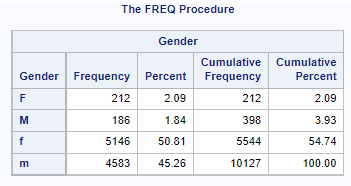 The FREQ Procedure
Gender
Gender Frequency Percent Cumulative Frequency Cumulative Percent
F 212 2.09 212 2.09
M 186 1.84 398 3.93
f 5146 50.81 5544 54.74
m 4583 45.26 10127 100.00